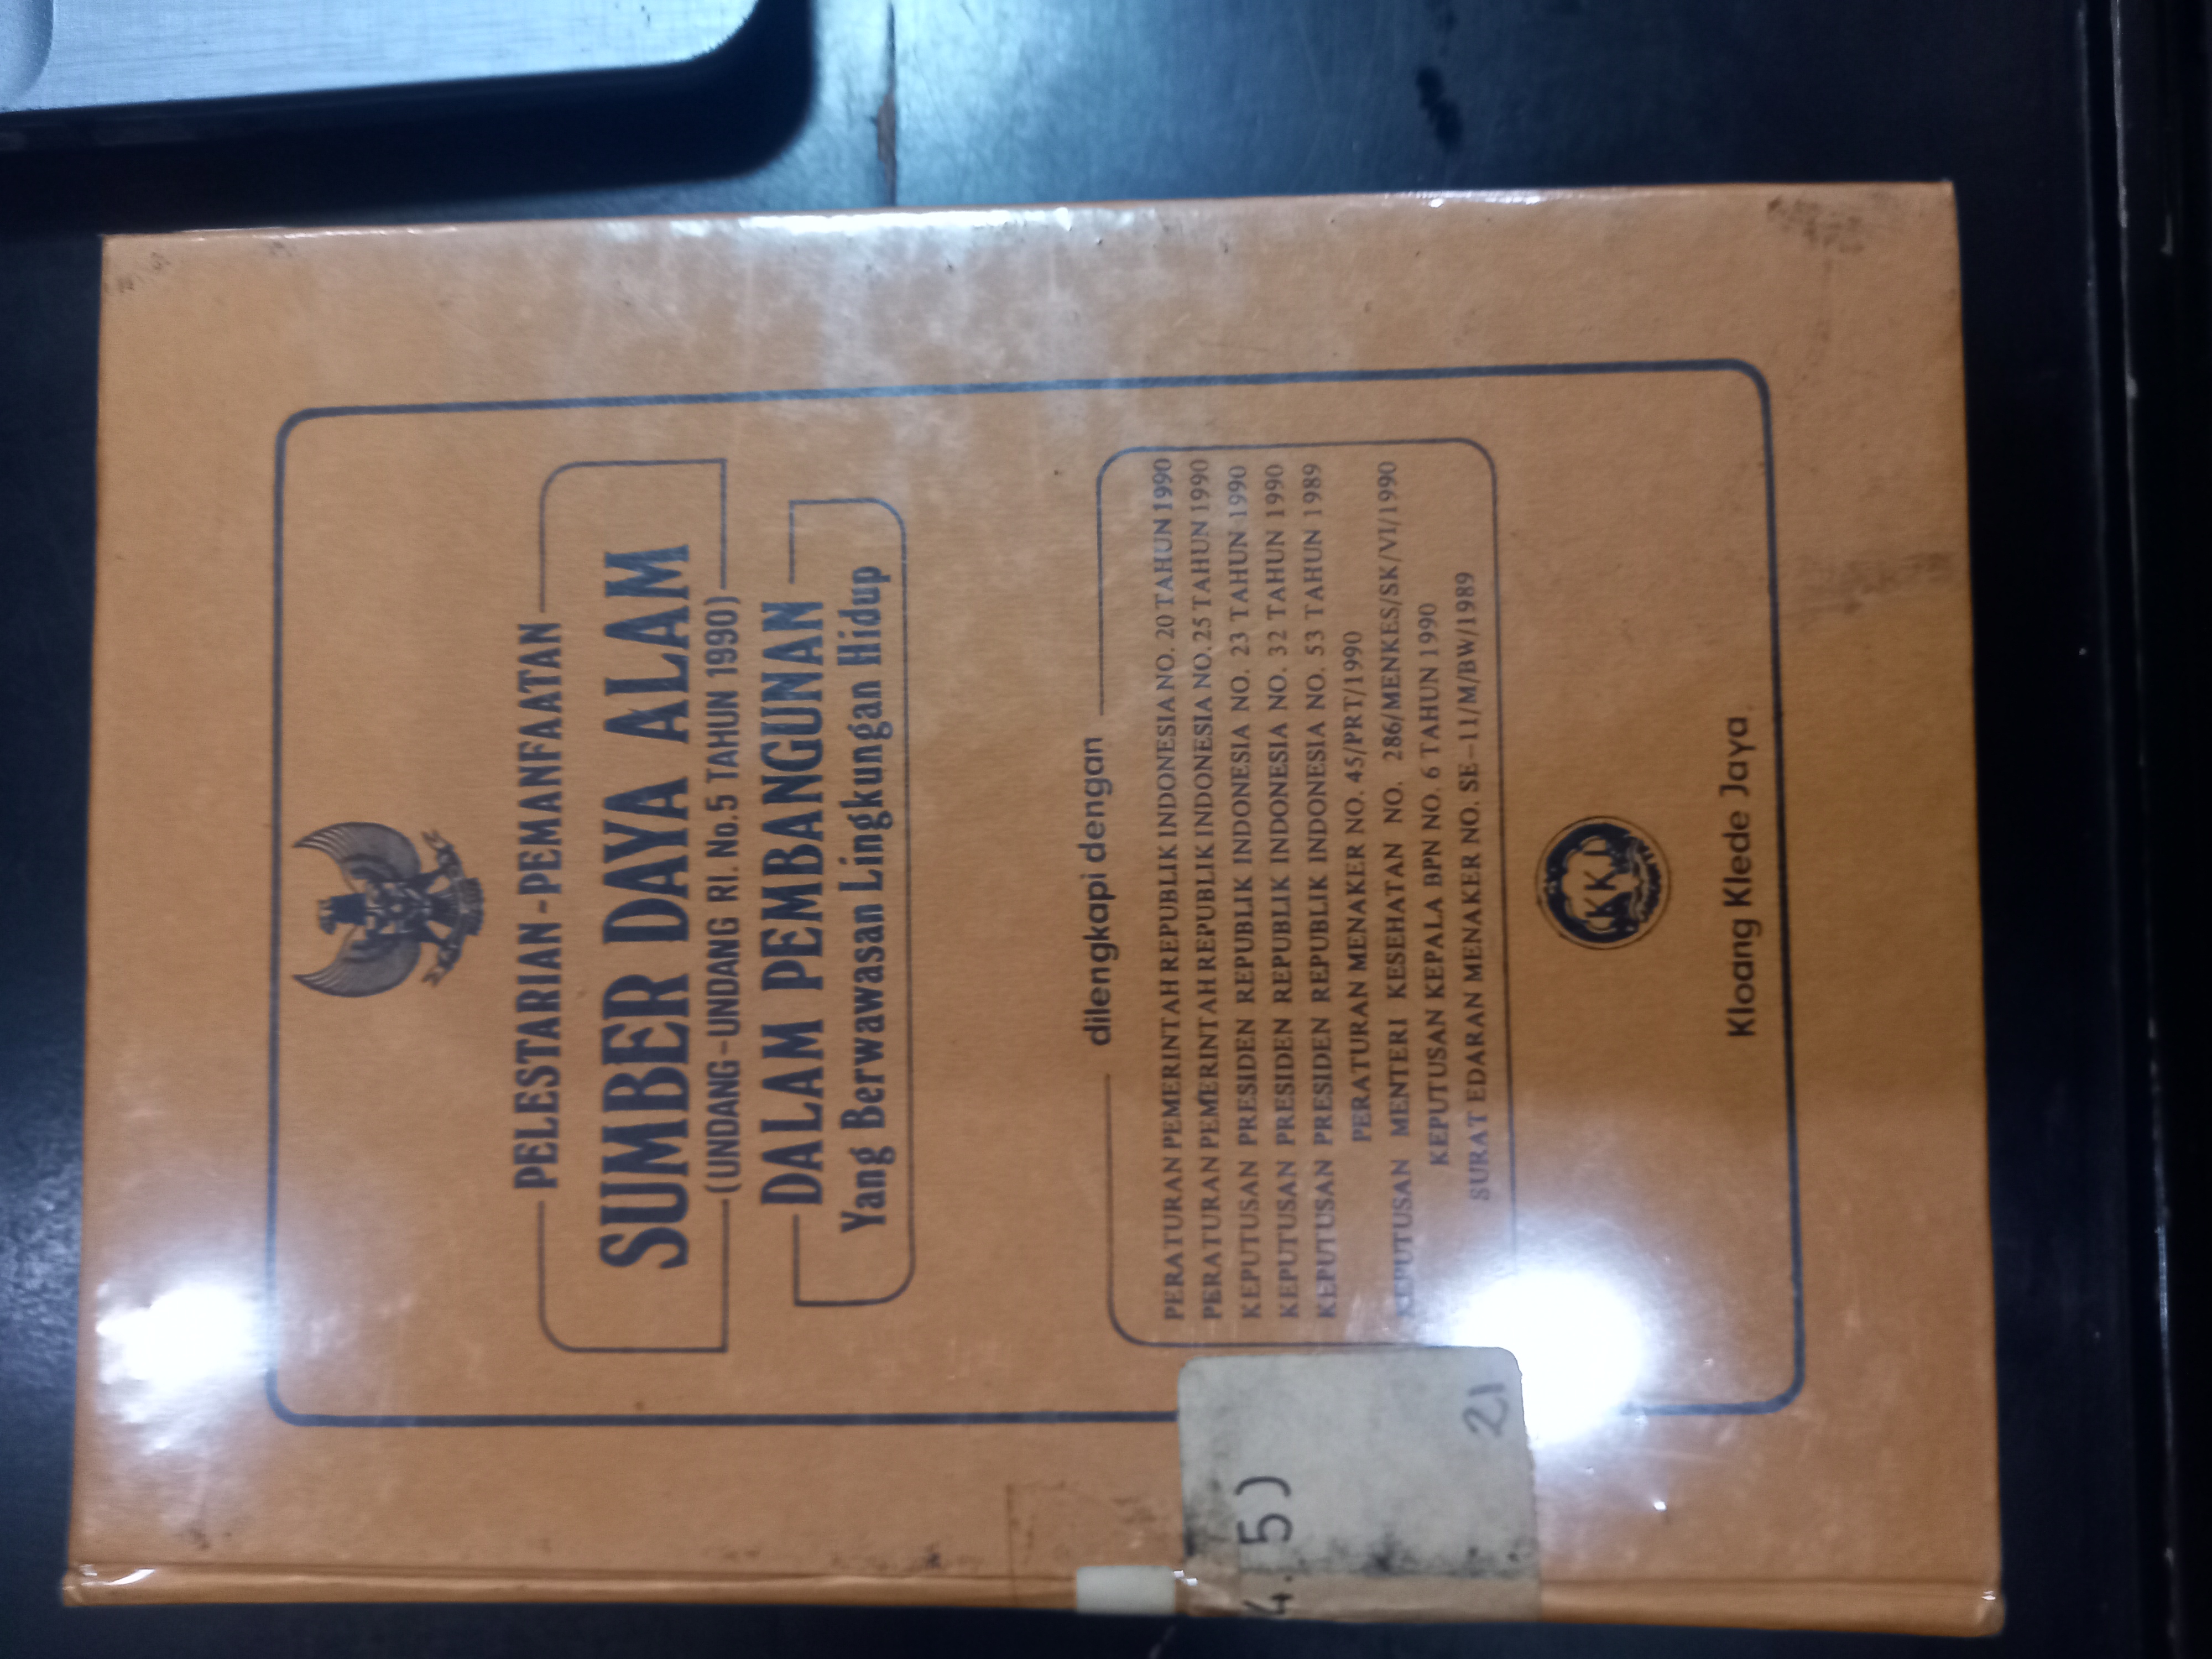 PELESTARIAN-PEMANFAATAN
SUMBER DAYA ALAM
(UNDANG-UNDANG RI. No.5 TAHUN 1990)
DALAM PEMBANGUNAN
Yang Berwawasan Lingkungan Hidup
dilengkapi dengan
PERATURAN PEMERINTAH REPUBLIK INDONESIA NO. 20 TAHUN 1990
PERATURAN PEMERINTAH REPUBLIK INDONESIA NO. 25 TAHUN 1990
KEPUTUSAN PRESIDEN REPUBLIK INDONESIA NO. 23 TAHUN 1990
KEPUTUSAN PRESIDEN REPUBLIK INDONESIA NO. 32 TAHUN 1990
KEPUTUSAN PRESIDEN REPUBLIK INDONESIA NO. 53 TAHUN 1989
PERATURAN MENAKER NO. 45/PRT/1990
KEPUTUSAN MENTERI KESEHATAN NO. 286/MENKES/SK/VI/1990
KEPUTUSAN KEPALA BPN NO. 6 TAHUN 1990
SURAT EDARAN MENAKER NO. SE-11/M/BW/1989
4.5)
21
KKJ
Kloang Klede Jaya